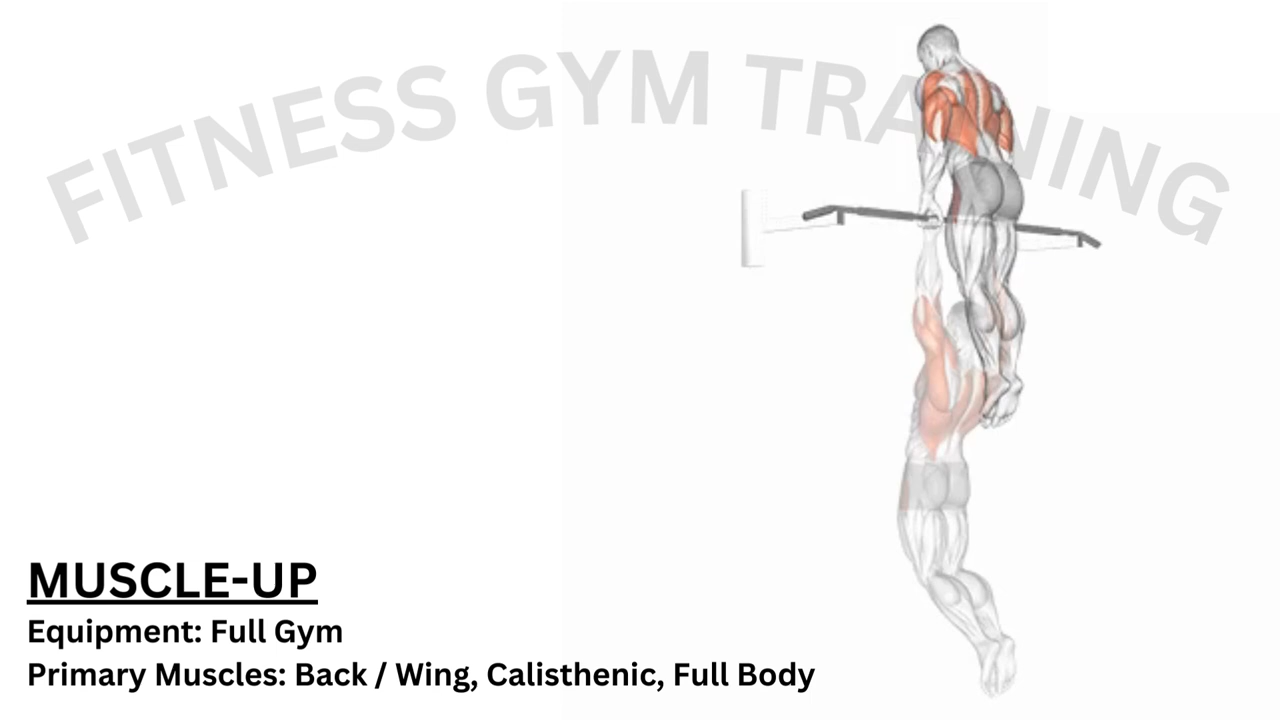 FITNESS GYM TRAINING
MUSCLE-UP
Equipment: Full Gym
Primary Muscles: Back / Wing, Calisthenic, Full Body